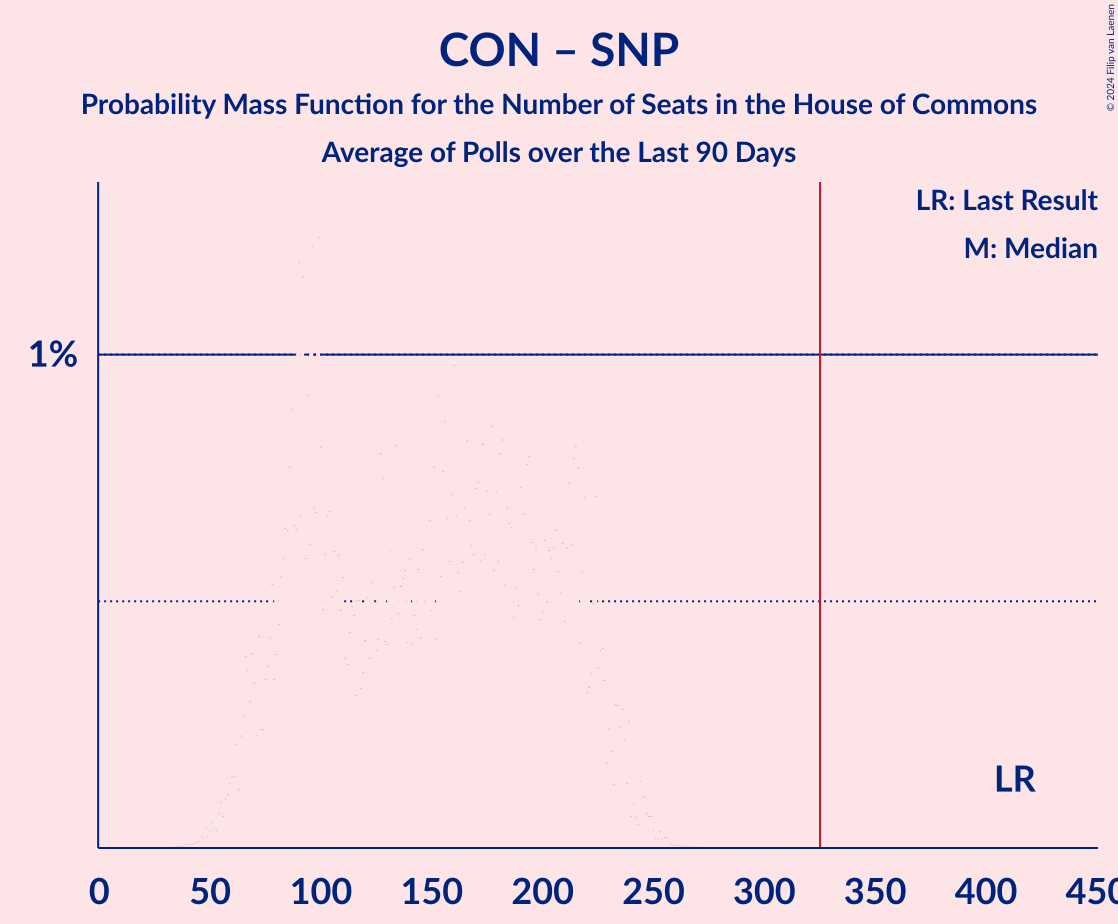 CON – SNP
Probability Mass Function for the Number of Seats in the House of Commons
Average of Polls over the Last 90 Days
© 2024 Filip van Laenen
LR: Last Result
M: Median
1%
LR
0 50 100 150 200 250 300 350 400 450